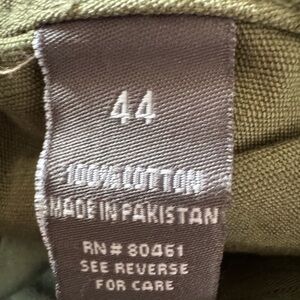 44
100% COTTON
MADE IN PAKISTAN
RN# 80461
SEE REVERSE
FOR CARE